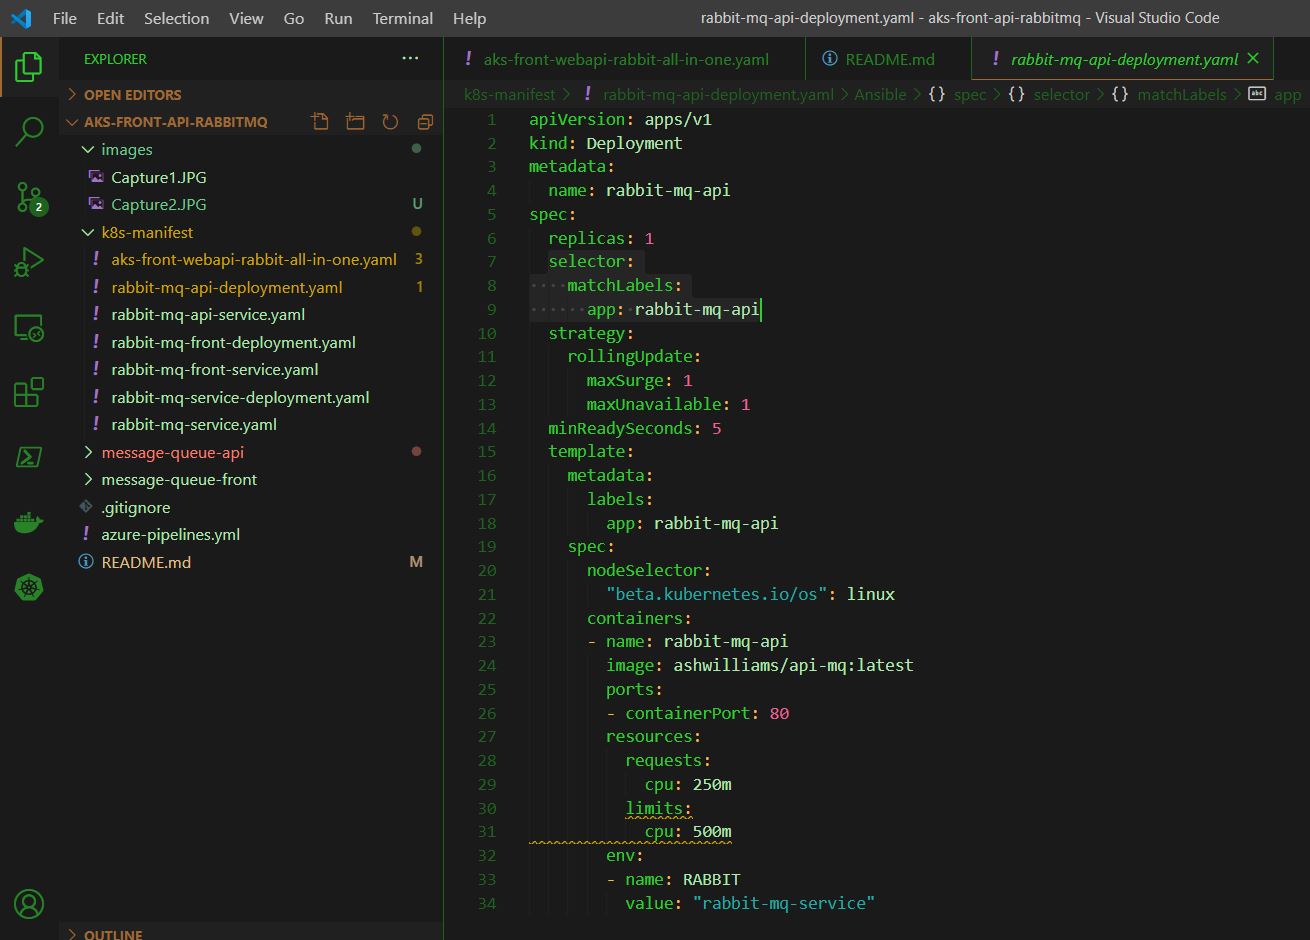 File Edit Selection View Go Run Terminal Help rabbit-mq-api-deployment.yaml - aks-front-api-rabbitmq - Visual Studio Code
EXPLORER ···
OPEN EDITORS
AKS-FRONT-API-RABBITMQ
images
Capture1.JPG
Capture2.JPG U
k8s-manifest
! aks-front-webapi-rabbit-all-in-one.yaml 3
! rabbit-mq-api-deployment.yaml 1
! rabbit-mq-api-service.yaml
! rabbit-mq-front-deployment.yaml
! rabbit-mq-front-service.yaml
! rabbit-mq-service-deployment.yaml
! rabbit-mq-service.yaml
message-queue-api
message-queue-front
.gitignore
! azure-pipelines.yml
README.md M
OUTLINE
2
! aks-front-webapi-rabbit-all-in-one.yaml README.md ! rabbit-mq-api-deployment.yaml
k8s-manifest > ! rabbit-mq-api-deployment.yaml > Ansible > {} spec > {} selector > {} matchLabels > abc app
1 apiVersion: apps/v1
2 kind: Deployment
3 metadata:
4   name: rabbit-mq-api
5 spec:
6   replicas: 1
7   selector:
8     matchLabels:
9       app: rabbit-mq-api
10   strategy:
11     rollingUpdate:
12       maxSurge: 1
13       maxUnavailable: 1
14   minReadySeconds: 5
15   template:
16     metadata:
17       labels:
18         app: rabbit-mq-api
19     spec:
20       nodeSelector:
21         "beta.kubernetes.io/os": linux
22       containers:
23       - name: rabbit-mq-api
24         image: ashwilliams/api-mq:latest
25         ports:
26         - containerPort: 80
27         resources:
28           requests:
29             cpu: 250m
30           limits:
31             cpu: 500m
32         env:
33         - name: RABBIT
34           value: "rabbit-mq-service"